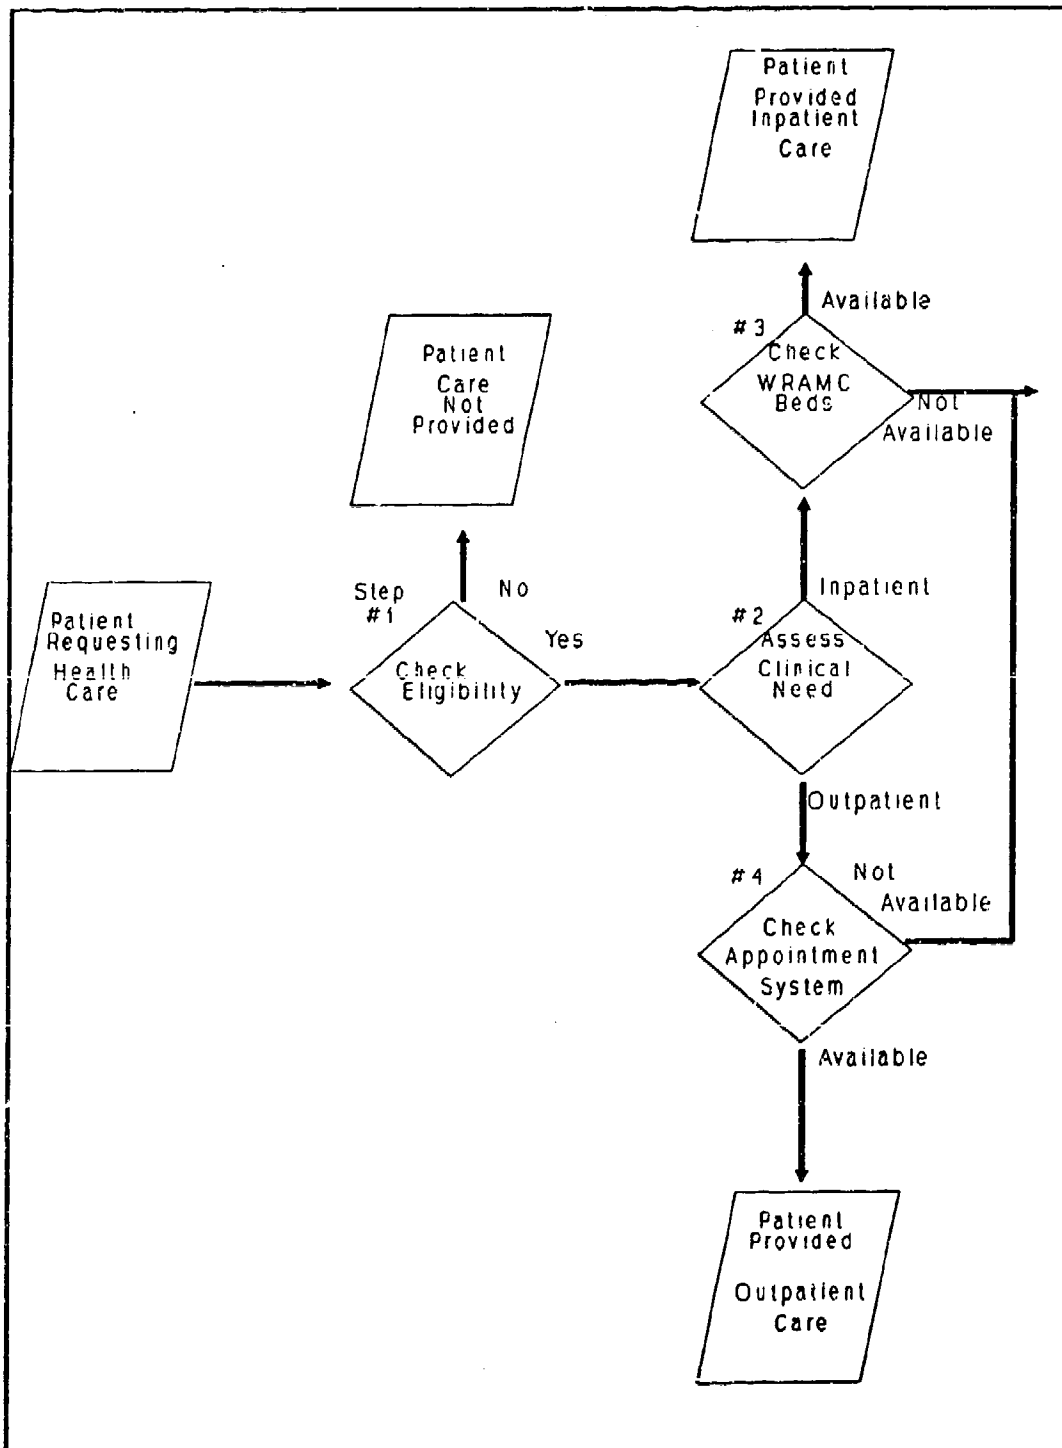 Patient
Provided
Inpatient
Care
Available
#3
Check
WRAMC
Beds
Not
Available
Patient
Care
Not
Provided
Step
#1
No
Yes
Patient
Requesting
Health
Care
Check
Eligibility
Inpatient
#2
Assess
Clinical
Need
Outpatient
#4
Not
Available
Check
Appointment
System
Available
Patient
Provided
Outpatient
Care